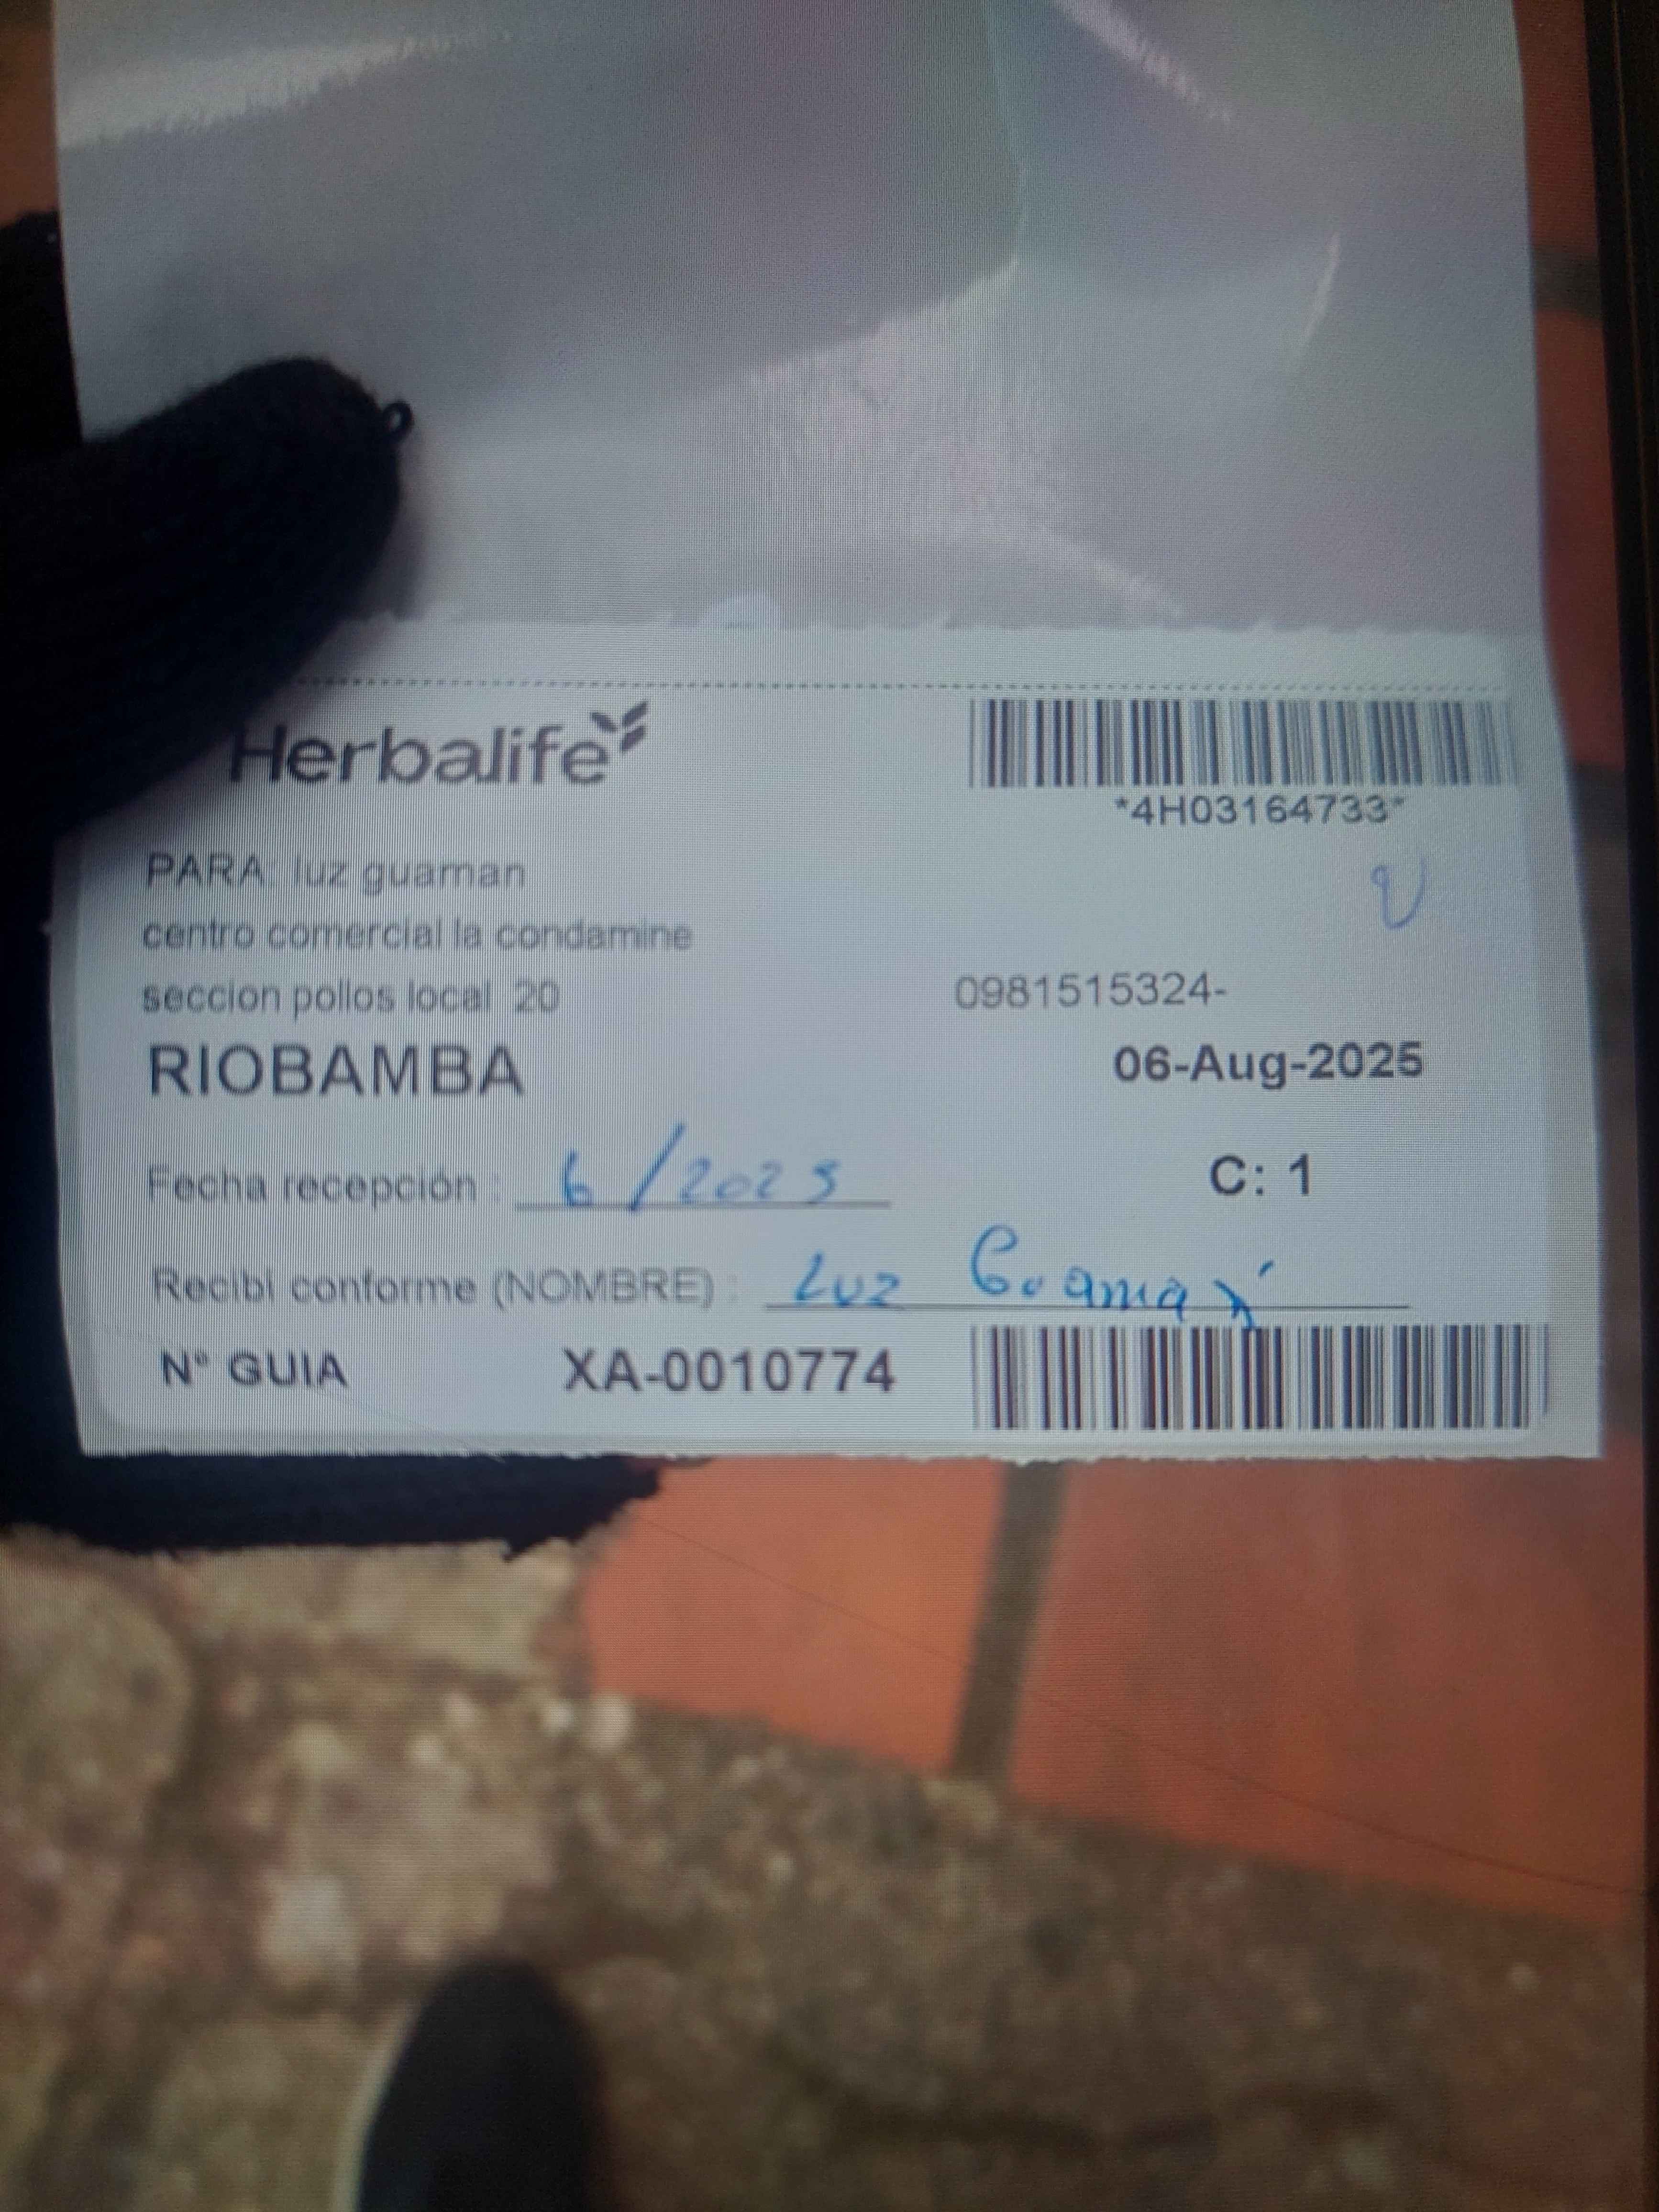 Herbalife
*4H03164733*
PARA: luz guaman
centro comercial la condamine
seccion pollos local 20
0981515324-
RIOBAMBA
06-Aug-2025
Fecha recepción : 6/2025
C: 1
Recibi conforme (NOMBRE) : Luz Guaman
N° GUIA XA-0010774